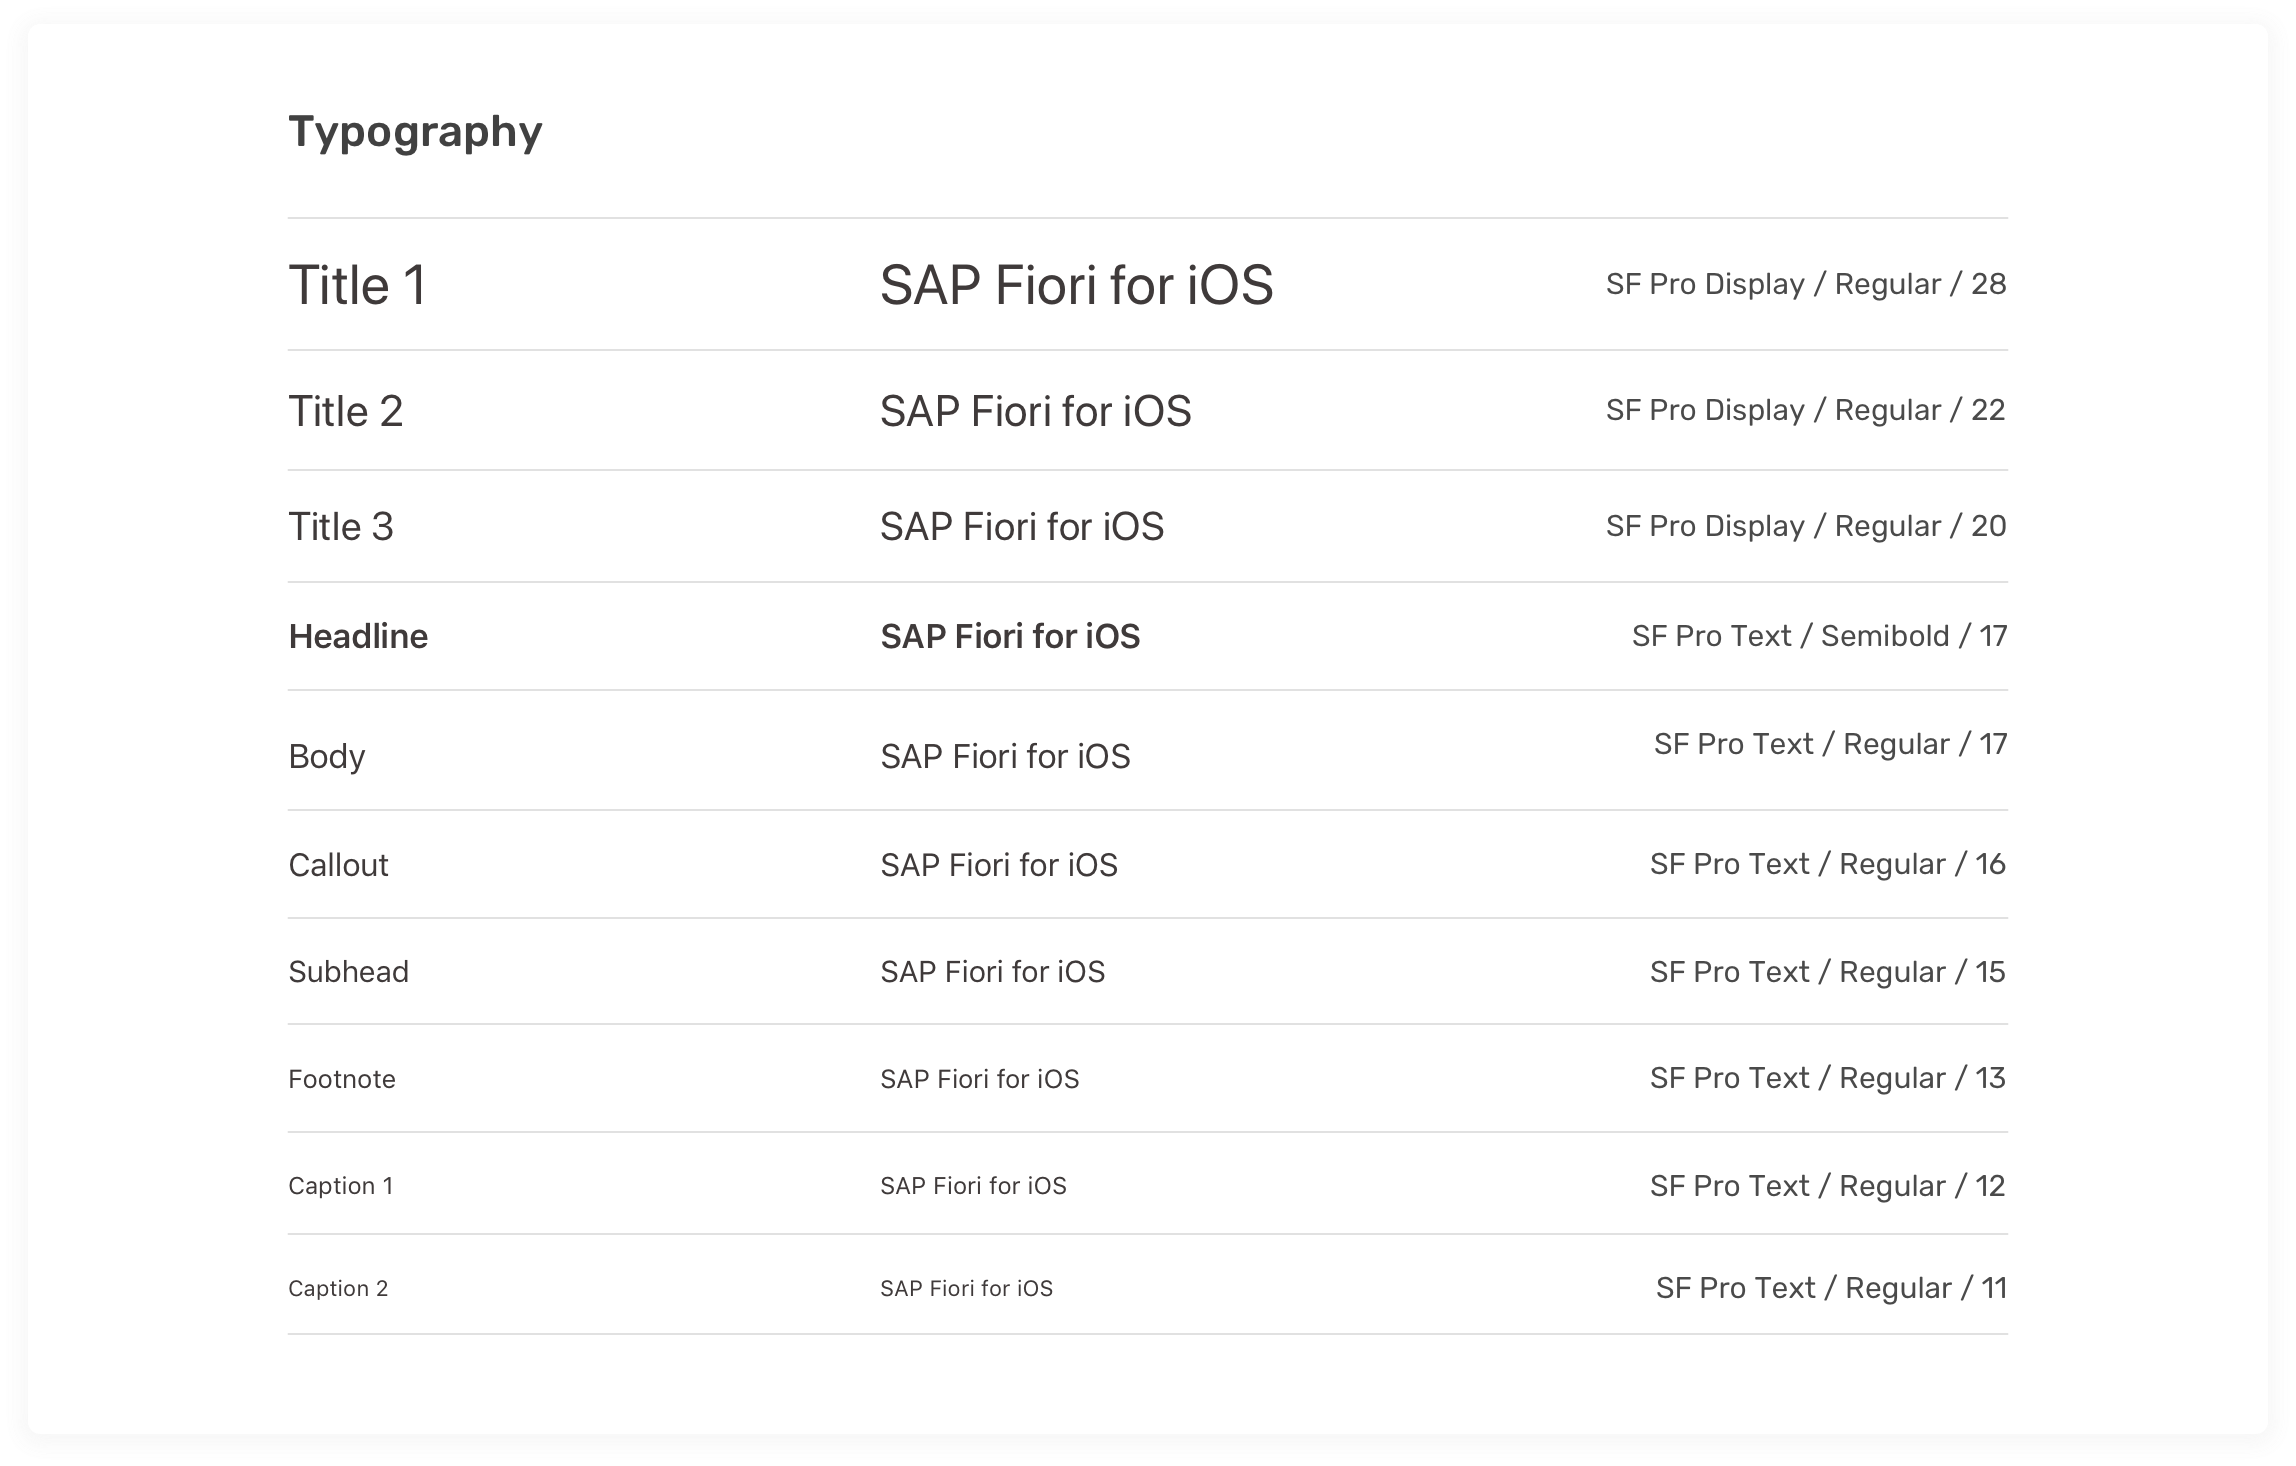 Typography
Title 1 SAP Fiori for iOS SF Pro Display / Regular / 28
Title 2 SAP Fiori for iOS SF Pro Display / Regular / 22
Title 3 SAP Fiori for iOS SF Pro Display / Regular / 20
Headline SAP Fiori for iOS SF Pro Text / Semibold / 17
Body SAP Fiori for iOS SF Pro Text / Regular / 17
Callout SAP Fiori for iOS SF Pro Text / Regular / 16
Subhead SAP Fiori for iOS SF Pro Text / Regular / 15
Footnote SAP Fiori for iOS SF Pro Text / Regular / 13
Caption 1 SAP Fiori for iOS SF Pro Text / Regular / 12
Caption 2 SAP Fiori for iOS SF Pro Text / Regular / 11